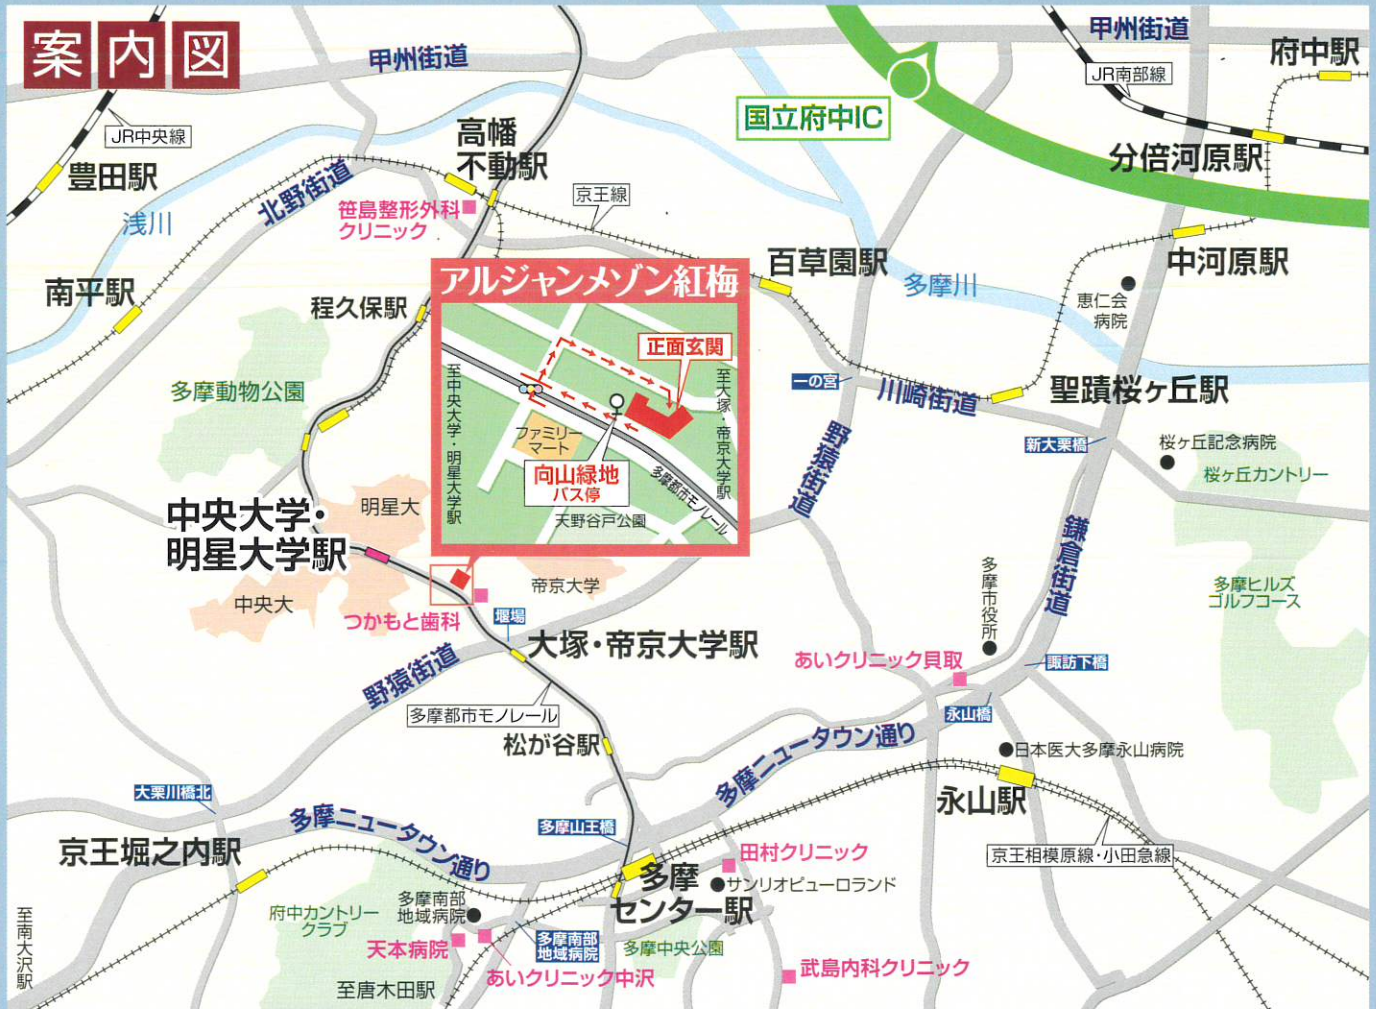 案内図
甲州街道
甲州街道
府中駅
JR南部線
JR中央線
国立府中IC
高幡
不動駅
分倍河原駅
豊田駅
北野街道
京王線
浅川
笹島整形外科
クリニック
百草園駅
中河原駅
アルジャンメゾン紅梅
南平駅
程久保駅
多摩川
恵仁会
病院
正面玄関
至中央大学・明星大学駅
至大塚・帝京大学駅
多摩動物公園
一の宮
川崎街道
聖蹟桜ヶ丘駅
ファミリー
マート
野猿街道
新大栗橋
桜ヶ丘記念病院
桜ヶ丘カントリー
向山緑地
バス停
多摩都市モノレール
天野谷戸公園
明星大
中央大学・
明星大学駅
鎌倉街道
帝京大学
多摩市役所
多摩ヒルズ
ゴルフコース
中央大
つかもと歯科
堰場
大塚・帝京大学駅
あいクリニック貝取
諏訪下橋
野猿街道
多摩都市モノレール
永山橋
松が谷駅
多摩ニュータウン通り
日本医大多摩永山病院
大栗川橋北
永山駅
多摩ニュータウン通り
多摩山王橋
京王堀之内駅
田村クリニック
京王相模原線・小田急線
多摩
センター駅
サンリオピューロランド
至南大沢駅
府中カントリー
クラブ
多摩南部
地域病院
天本病院
多摩南部
地域病院
多摩中央公園
あいクリニック中沢
武島内科クリニック
至唐木田駅